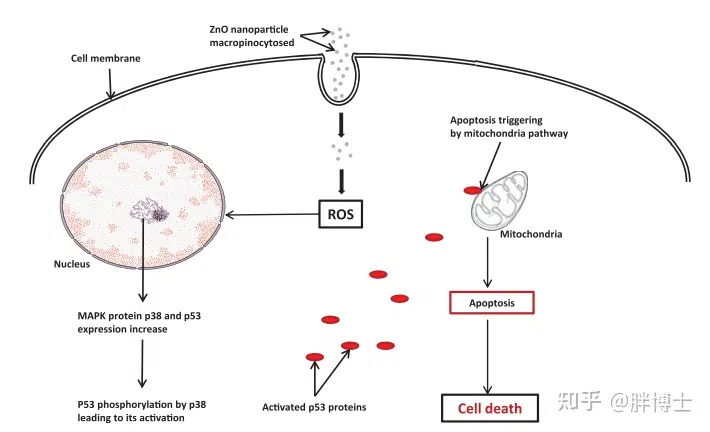 ZnO nanoparticle
macropinocytosed
Cell membrane
Apoptosis triggering
by mitochondria pathway
ROS
Mitochondria
Nucleus
MAPK protein p38 and p53
expression increase
Apoptosis
P53 phosphorylation by p38
leading to its activation
Activated p53 proteins
Cell death
知乎 @胖博士